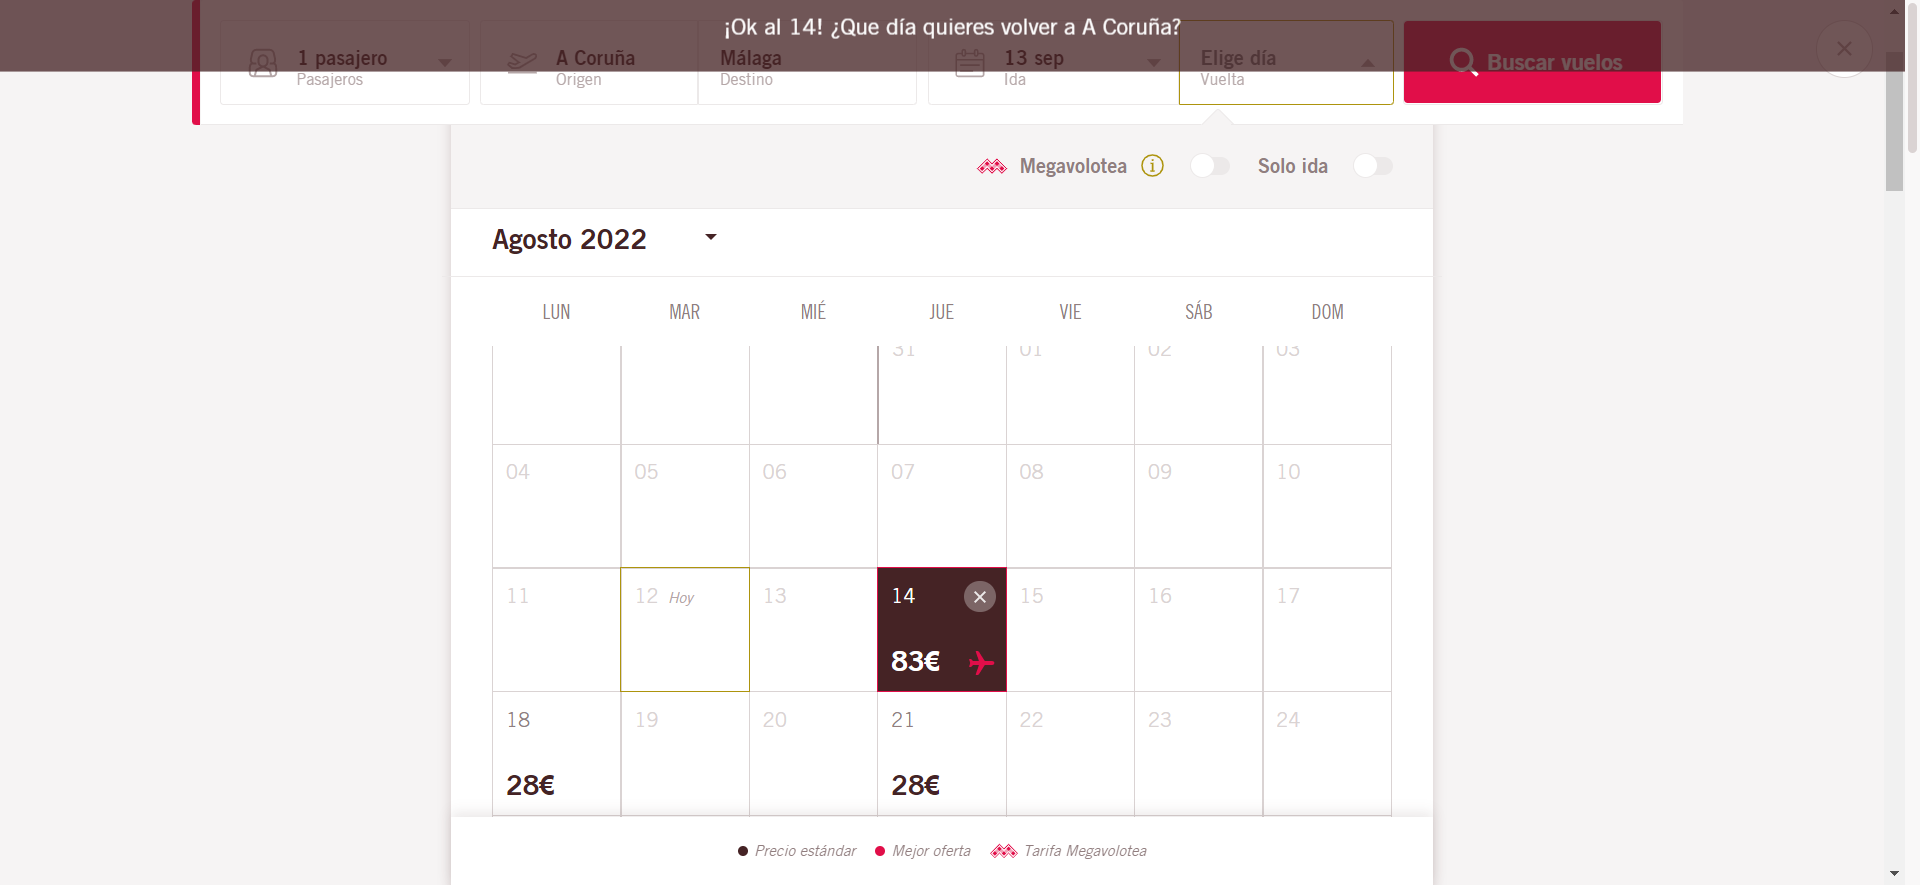 ¡Ok al 14! ¿Que día quieres volver a A Coruña?
1 pasajero
Pasajeros
A Coruña
Origen
Málaga
Destino
13 sep
Ida
Elige día
Vuelta
Buscar vuelos
Megavolotea
Solo ida
Agosto 2022
LUN MAR MIÉ JUE VIE SÁB DOM
31 01 02 03
04 05 06 07 08 09 10
11 12 Hoy 13 14 15 16 17
83€
18 19 20 21 22 23 24
28€ 28€
Precio estándar Mejor oferta Tarifa Megavolotea